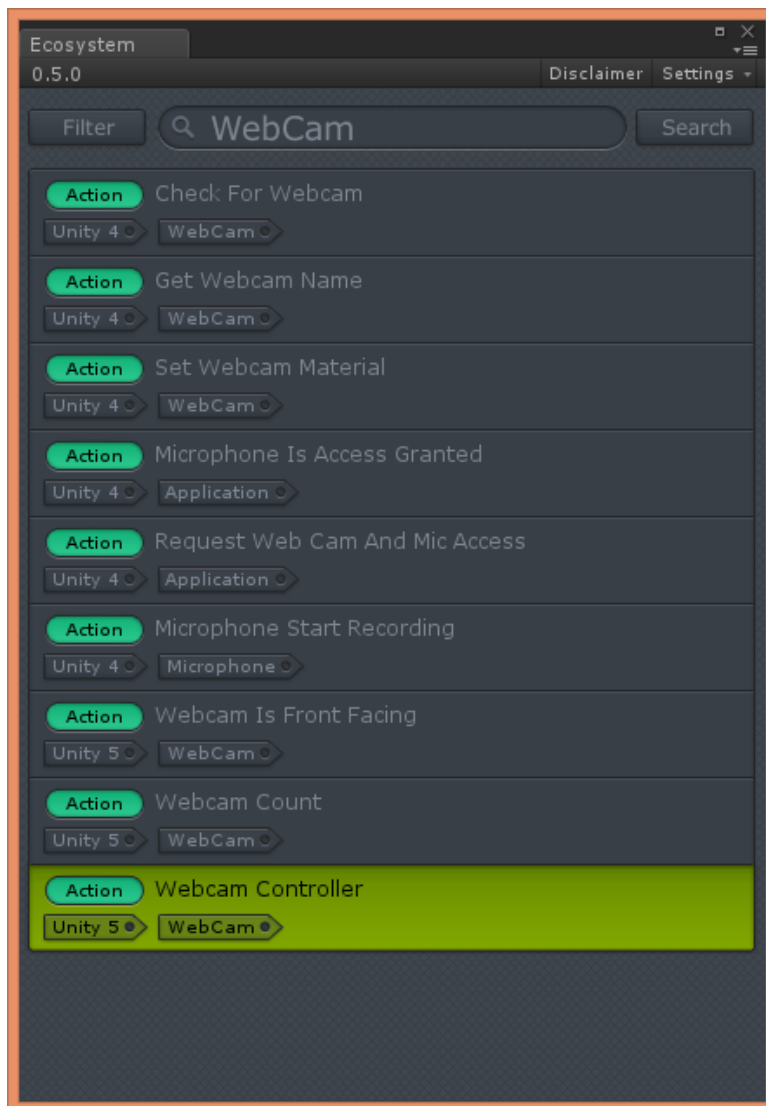 Ecosystem
0.5.0 Disclaimer Settings
Filter WebCam Search
Action Check For Webcam
Unity 4 WebCam
Action Get Webcam Name
Unity 4 WebCam
Action Set Webcam Material
Unity 4 WebCam
Action Microphone Is Access Granted
Unity 4 Application
Action Request Web Cam And Mic Access
Unity 4 Application
Action Microphone Start Recording
Unity 4 Microphone
Action Webcam Is Front Facing
Unity 5 WebCam
Action Webcam Count
Unity 5 WebCam
Action Webcam Controller
Unity 5 WebCam